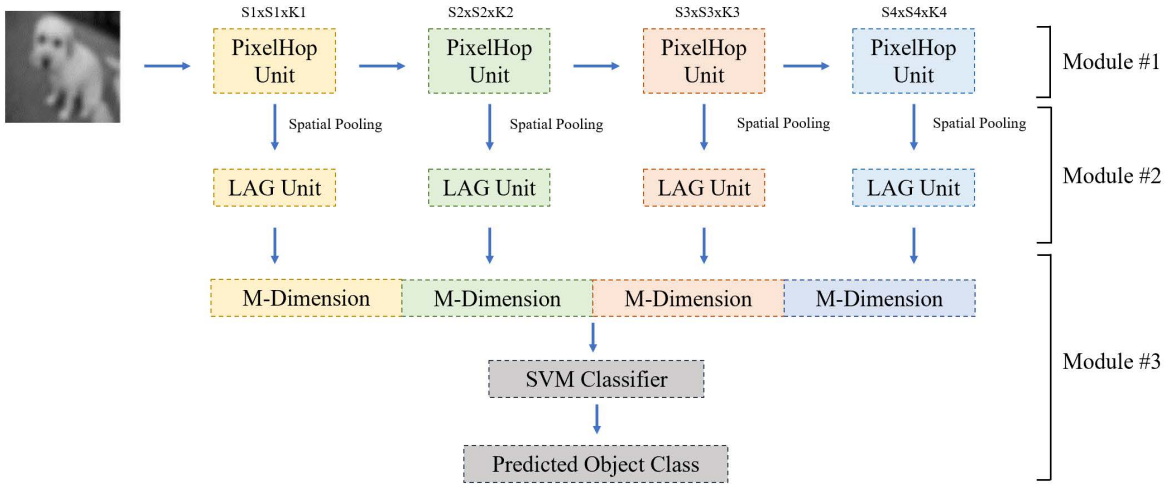 S1xS1xK1
S2xS2xK2
S3xS3xK3
S4xS4xK4
PixelHop
Unit
PixelHop
Unit
PixelHop
Unit
PixelHop
Unit
Module #1
Spatial Pooling
Spatial Pooling
Spatial Pooling
Spatial Pooling
LAG Unit
LAG Unit
LAG Unit
LAG Unit
Module #2
M-Dimension
M-Dimension
M-Dimension
M-Dimension
SVM Classifier
Predicted Object Class
Module #3